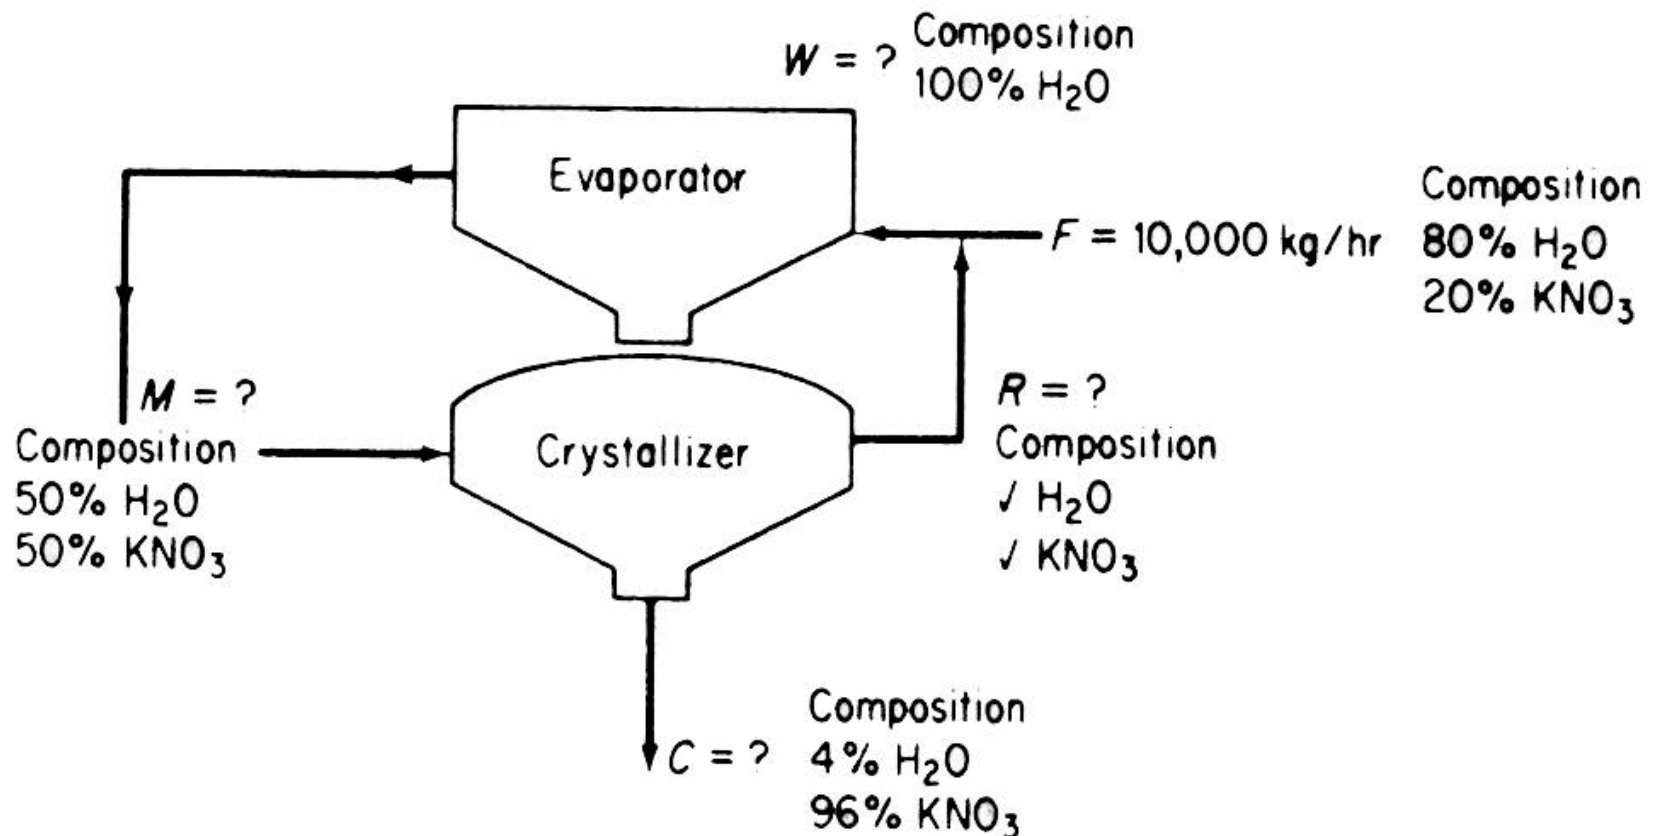 W = ? Composition
100% H₂O
Evaporator
Composition
F = 10,000 kg/hr 80% H₂O
20% KNO₃
M = ?
Composition
50% H₂O
50% KNO₃
Crystallizer
R = ?
Composition
√ H₂O
√ KNO₃
Composition
C = ? 4% H₂O
96% KNO₃